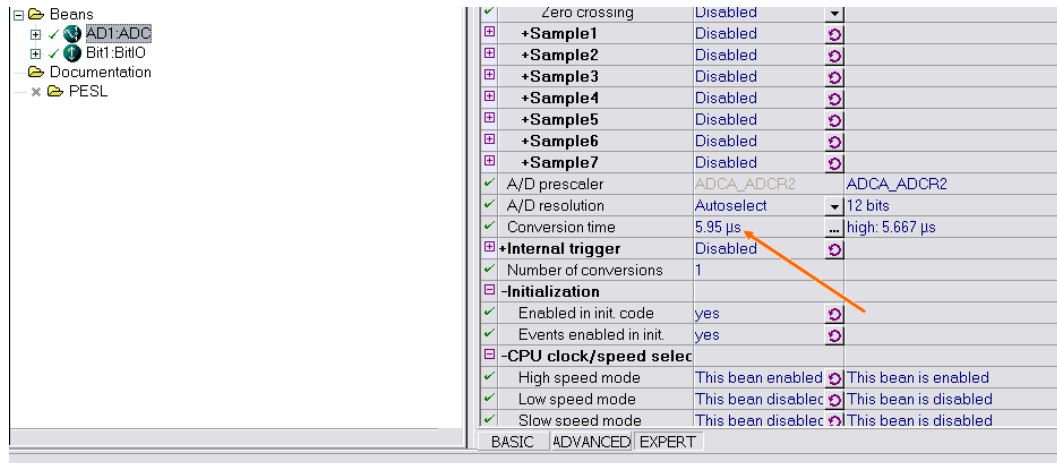 Beans
AD1:ADC
Bit1:BitIO
Documentation
PESL
Zero crossing Disabled
+Sample1 Disabled
+Sample2 Disabled
+Sample3 Disabled
+Sample4 Disabled
+Sample5 Disabled
+Sample6 Disabled
+Sample7 Disabled
A/D prescaler ADCA_ADCR2 ADCA_ADCR2
A/D resolution Autoselect 12 bits
Conversion time 5.95 µs ... high: 5.667 µs
+Internal trigger Disabled
Number of conversions 1
-Initialization
Enabled in init. code yes
Events enabled in init. yes
-CPU clock/speed selec
High speed mode This bean enabled This bean is enabled
Low speed mode This bean disablec This bean is disabled
Slow speed mode This bean disablec This bean is disabled
BASIC ADVANCED EXPERT